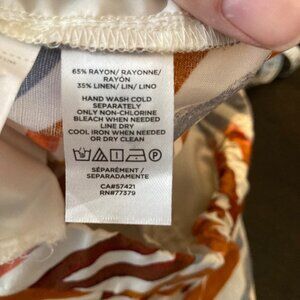 65% RAYON/ RAYONNE/
RAYÓN
35% LINEN/ LIN/ LINO
HAND WASH COLD
SEPARATELY
ONLY NON-CHLORINE
BLEACH WHEN NEEDED
LINE DRY
COOL IRON WHEN NEEDED
OR DRY CLEAN
SÉPARÉMENT /
SEPARADAMENTE
CA#57421
RN#77379